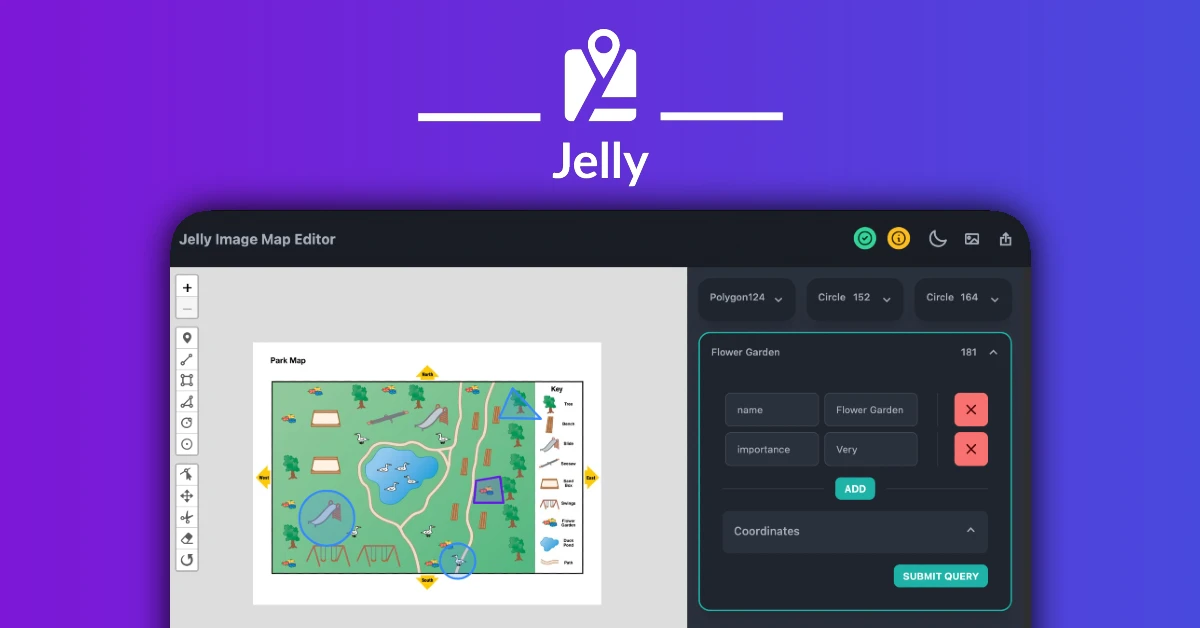 Jelly
Jelly Image Map Editor
Polygon124
Circle 152
Circle 164
Flower Garden 181
name Flower Garden
importance Very
ADD
Coordinates
SUBMIT QUERY
Park Map
North
West
East
South
Key
Tree
Bench
Slide
Seesaw
Sand
Box
Swings
Flower
Garden
Duck
Pond
Path